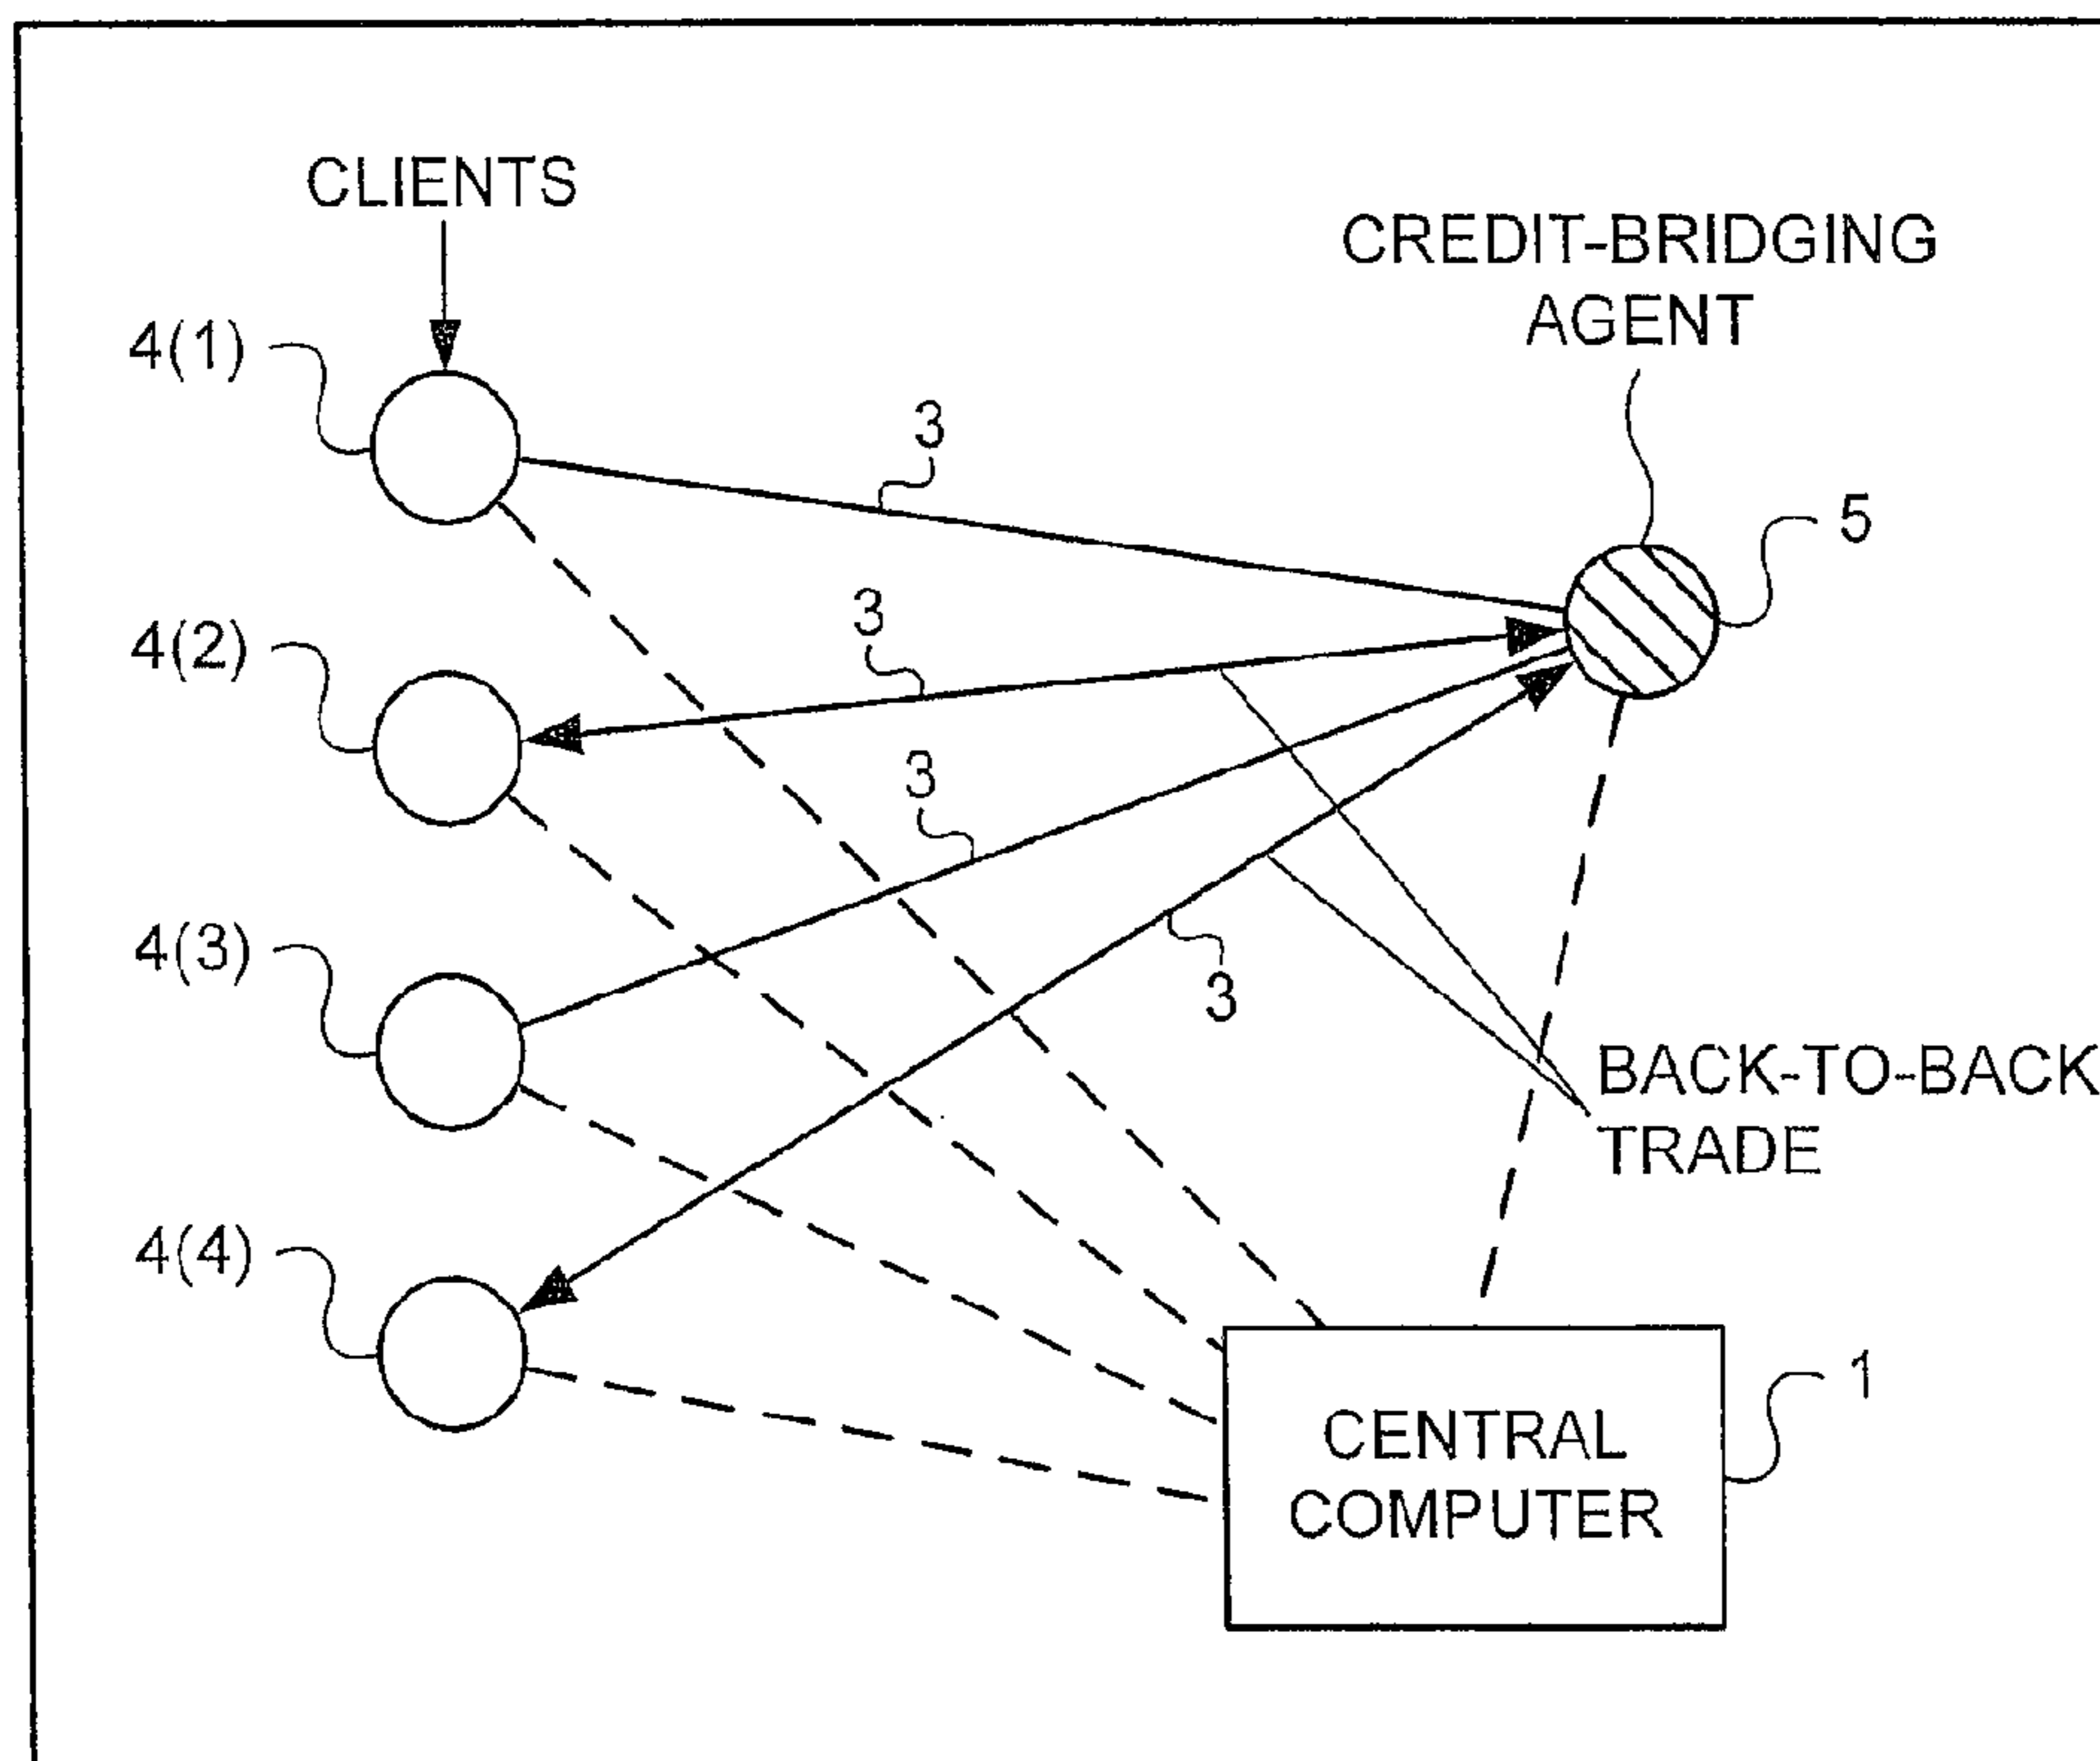 CLIENTS
CREDIT-BRIDGING
AGENT
4(1)
3
5
3
4(2)
3
4(3)
3
BACK-TO-BACK
TRADE
4(4)
1
CENTRAL
COMPUTER